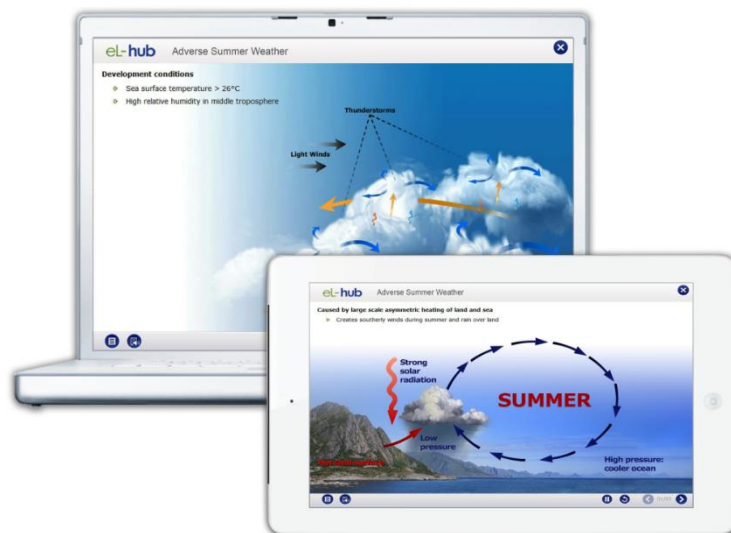 eL-hub Adverse Summer Weather
Development conditions
Sea surface temperature > 26°C
High relative humidity in middle troposphere
Thunderstorms
Light Winds
eL-hub Adverse Summer Weather
Caused by large scale asymmetric heating of land and sea
Creates southerly winds during summer and rain over land
Strong
solar
radiation
SUMMER
Low
pressure
High pressure:
cooler ocean